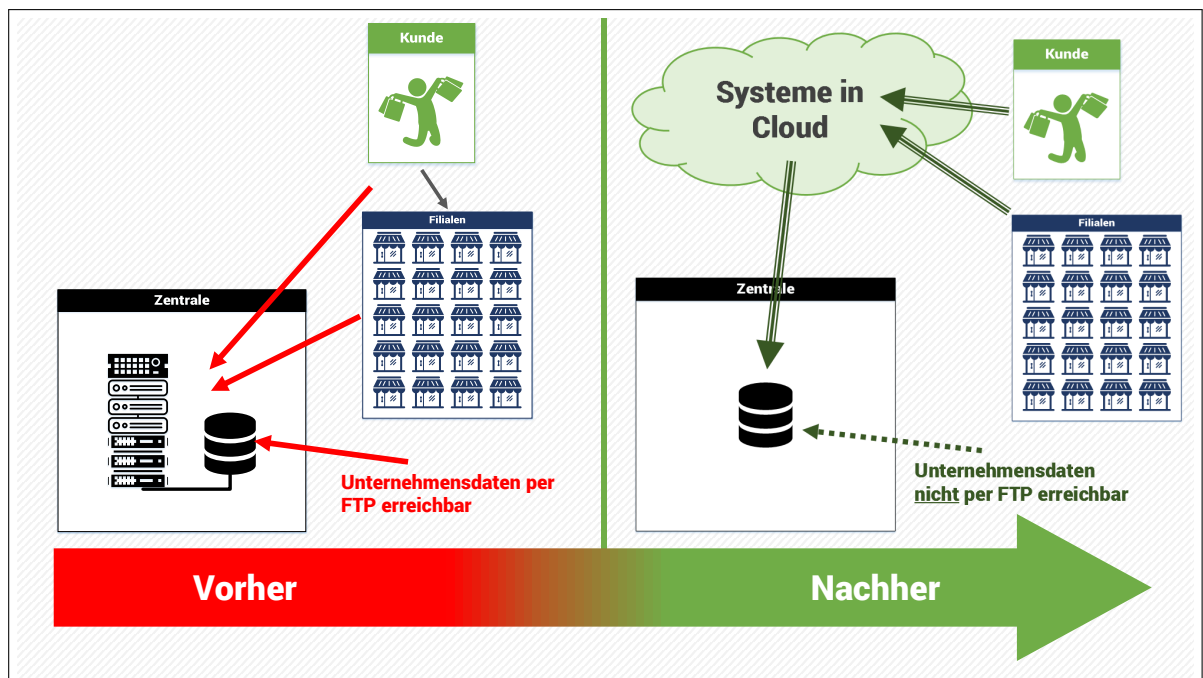 Kunde
Filialen
Zentrale
Unternehmensdaten per
FTP erreichbar
Vorher
Systeme in
Cloud
Kunde
Filialen
Zentrale
Unternehmensdaten
nicht per FTP erreichbar
Nachher